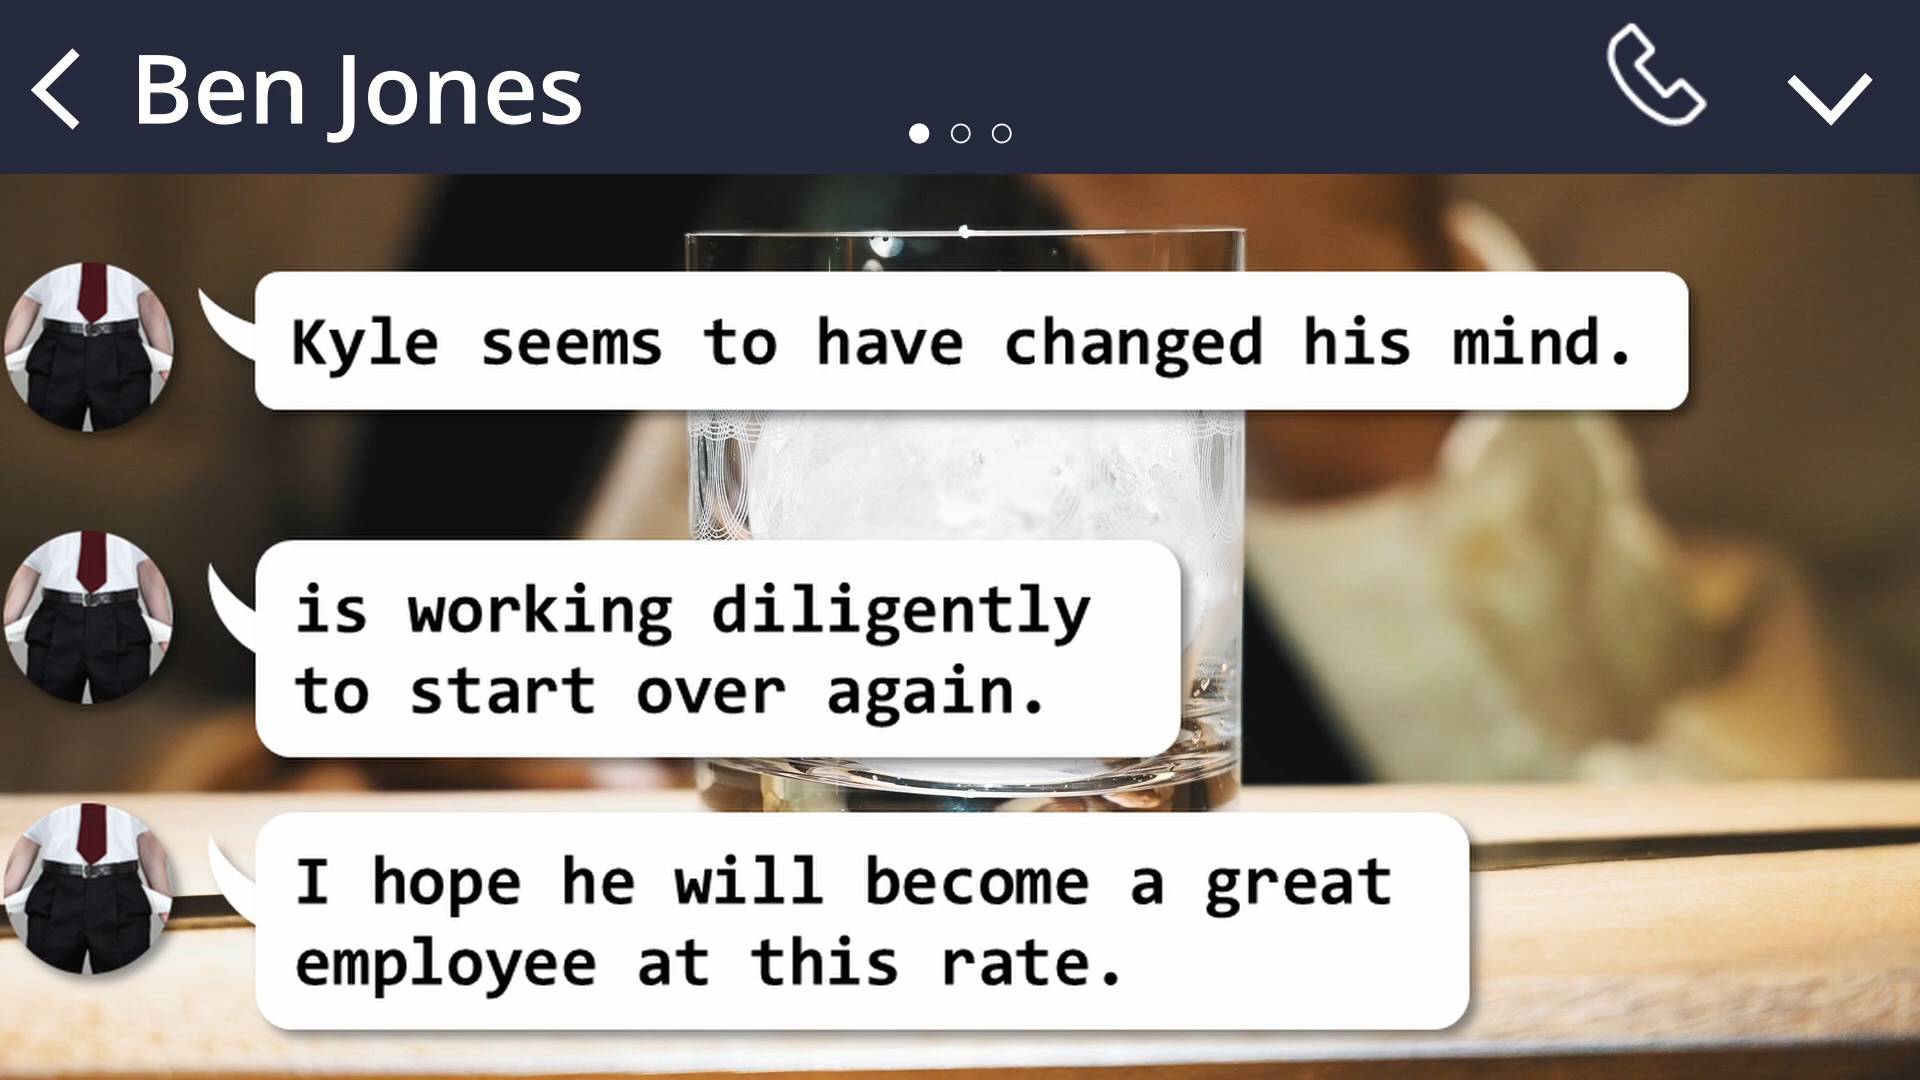 Ben Jones
Kyle seems to have changed his mind.
is working diligently
to start over again.
I hope he will become a great
employee at this rate.